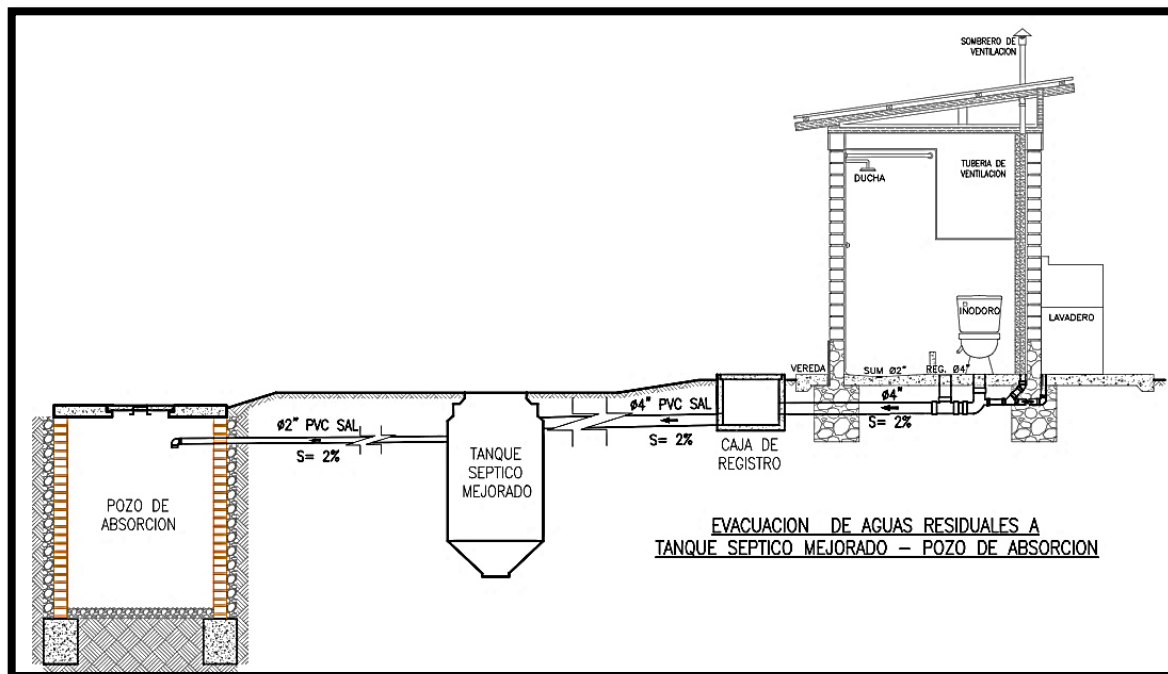 SOMBRERO DE
VENTILACION
TUBERIA DE
VENTILACION
DUCHA
INODORO
LAVADERO
VEREDA
SUM Ø2"
REG. Ø4"
Ø4"
S= 2%
Ø4" PVC SAL
S= 2%
CAJA DE
REGISTRO
Ø2" PVC SAL
S= 2%
TANQUE
SEPTICO
MEJORADO
POZO DE
ABSORCION
EVACUACION DE AGUAS RESIDUALES A
TANQUE SEPTICO MEJORADO – POZO DE ABSORCION